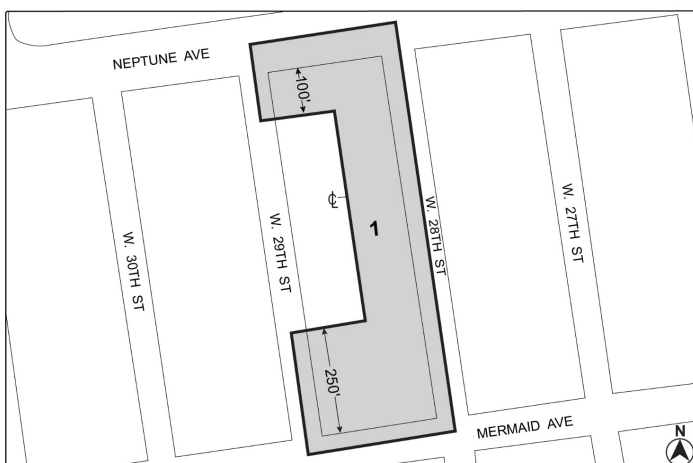 NEPTUNE AVE
100'
℄
1
W. 30TH ST
W. 29TH ST
W. 28TH ST
W. 27TH ST
250'
MERMAID AVE
N